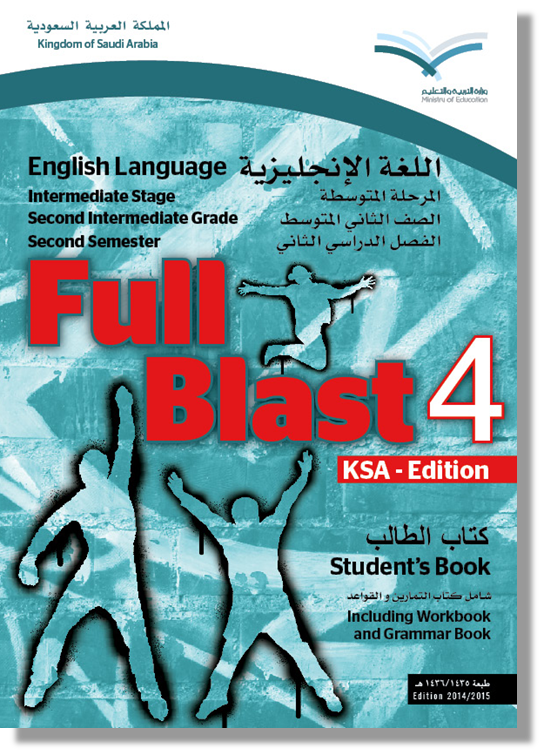 المملكة العربية السعودية
Kingdom of Saudi Arabia
وزارة التربية والتعليم
Ministry of Education
English Language اللغة الإنجليزية
Intermediate Stage المرحلة المتوسطة
Second Intermediate Grade الصف الثاني المتوسط
Second Semester الفصل الدراسي الثاني
Full
Blast 4
KSA - Edition
كتاب الطالب
Student's Book
شامل كتاب التمارين و القواعد
Including Workbook
and Grammar Book
طبعة ١٤٣٦/١٤٣٥ هـ
Edition 2014/2015